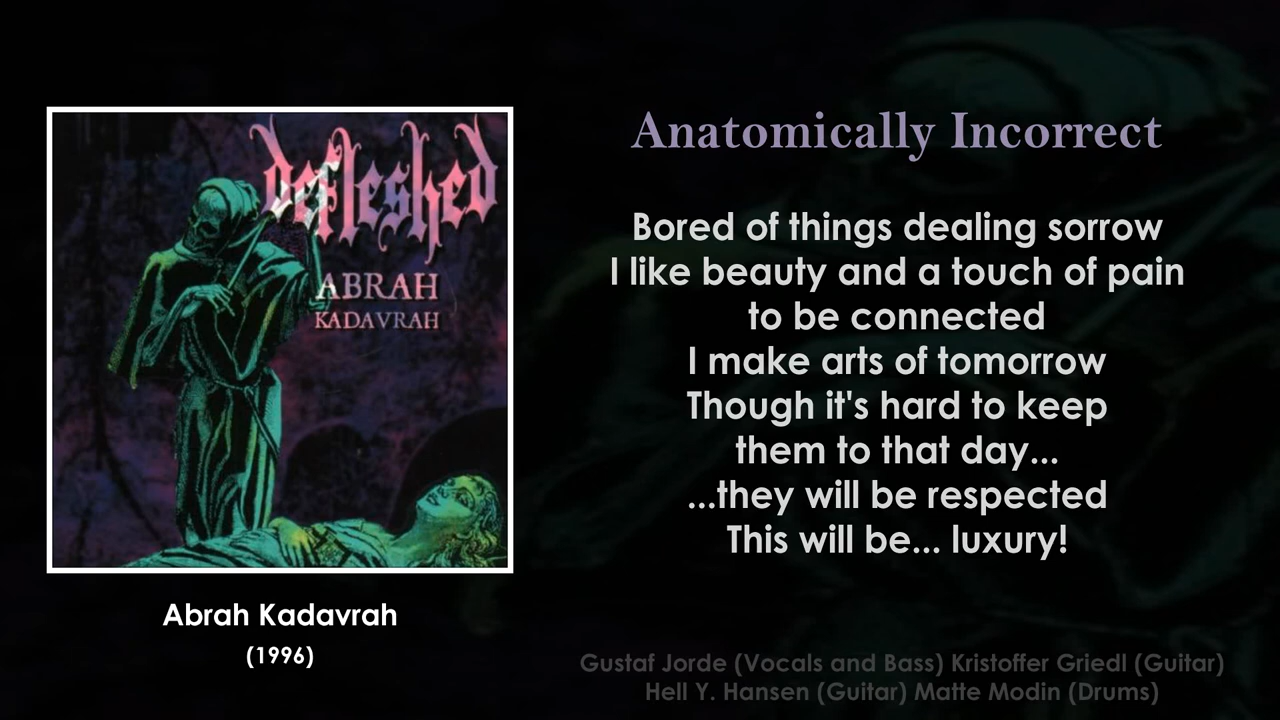 defleshed
ABRAH
KADAVRAH
Abrah Kadavrah
(1996)
Anatomically Incorrect
Bored of things dealing sorrow
I like beauty and a touch of pain
to be connected
I make arts of tomorrow
Though it's hard to keep
them to that day...
...they will be respected
This will be... luxury!
Gustaf Jorde (Vocals and Bass) Kristoffer Griedl (Guitar)
Hell Y. Hansen (Guitar) Matte Modin (Drums)